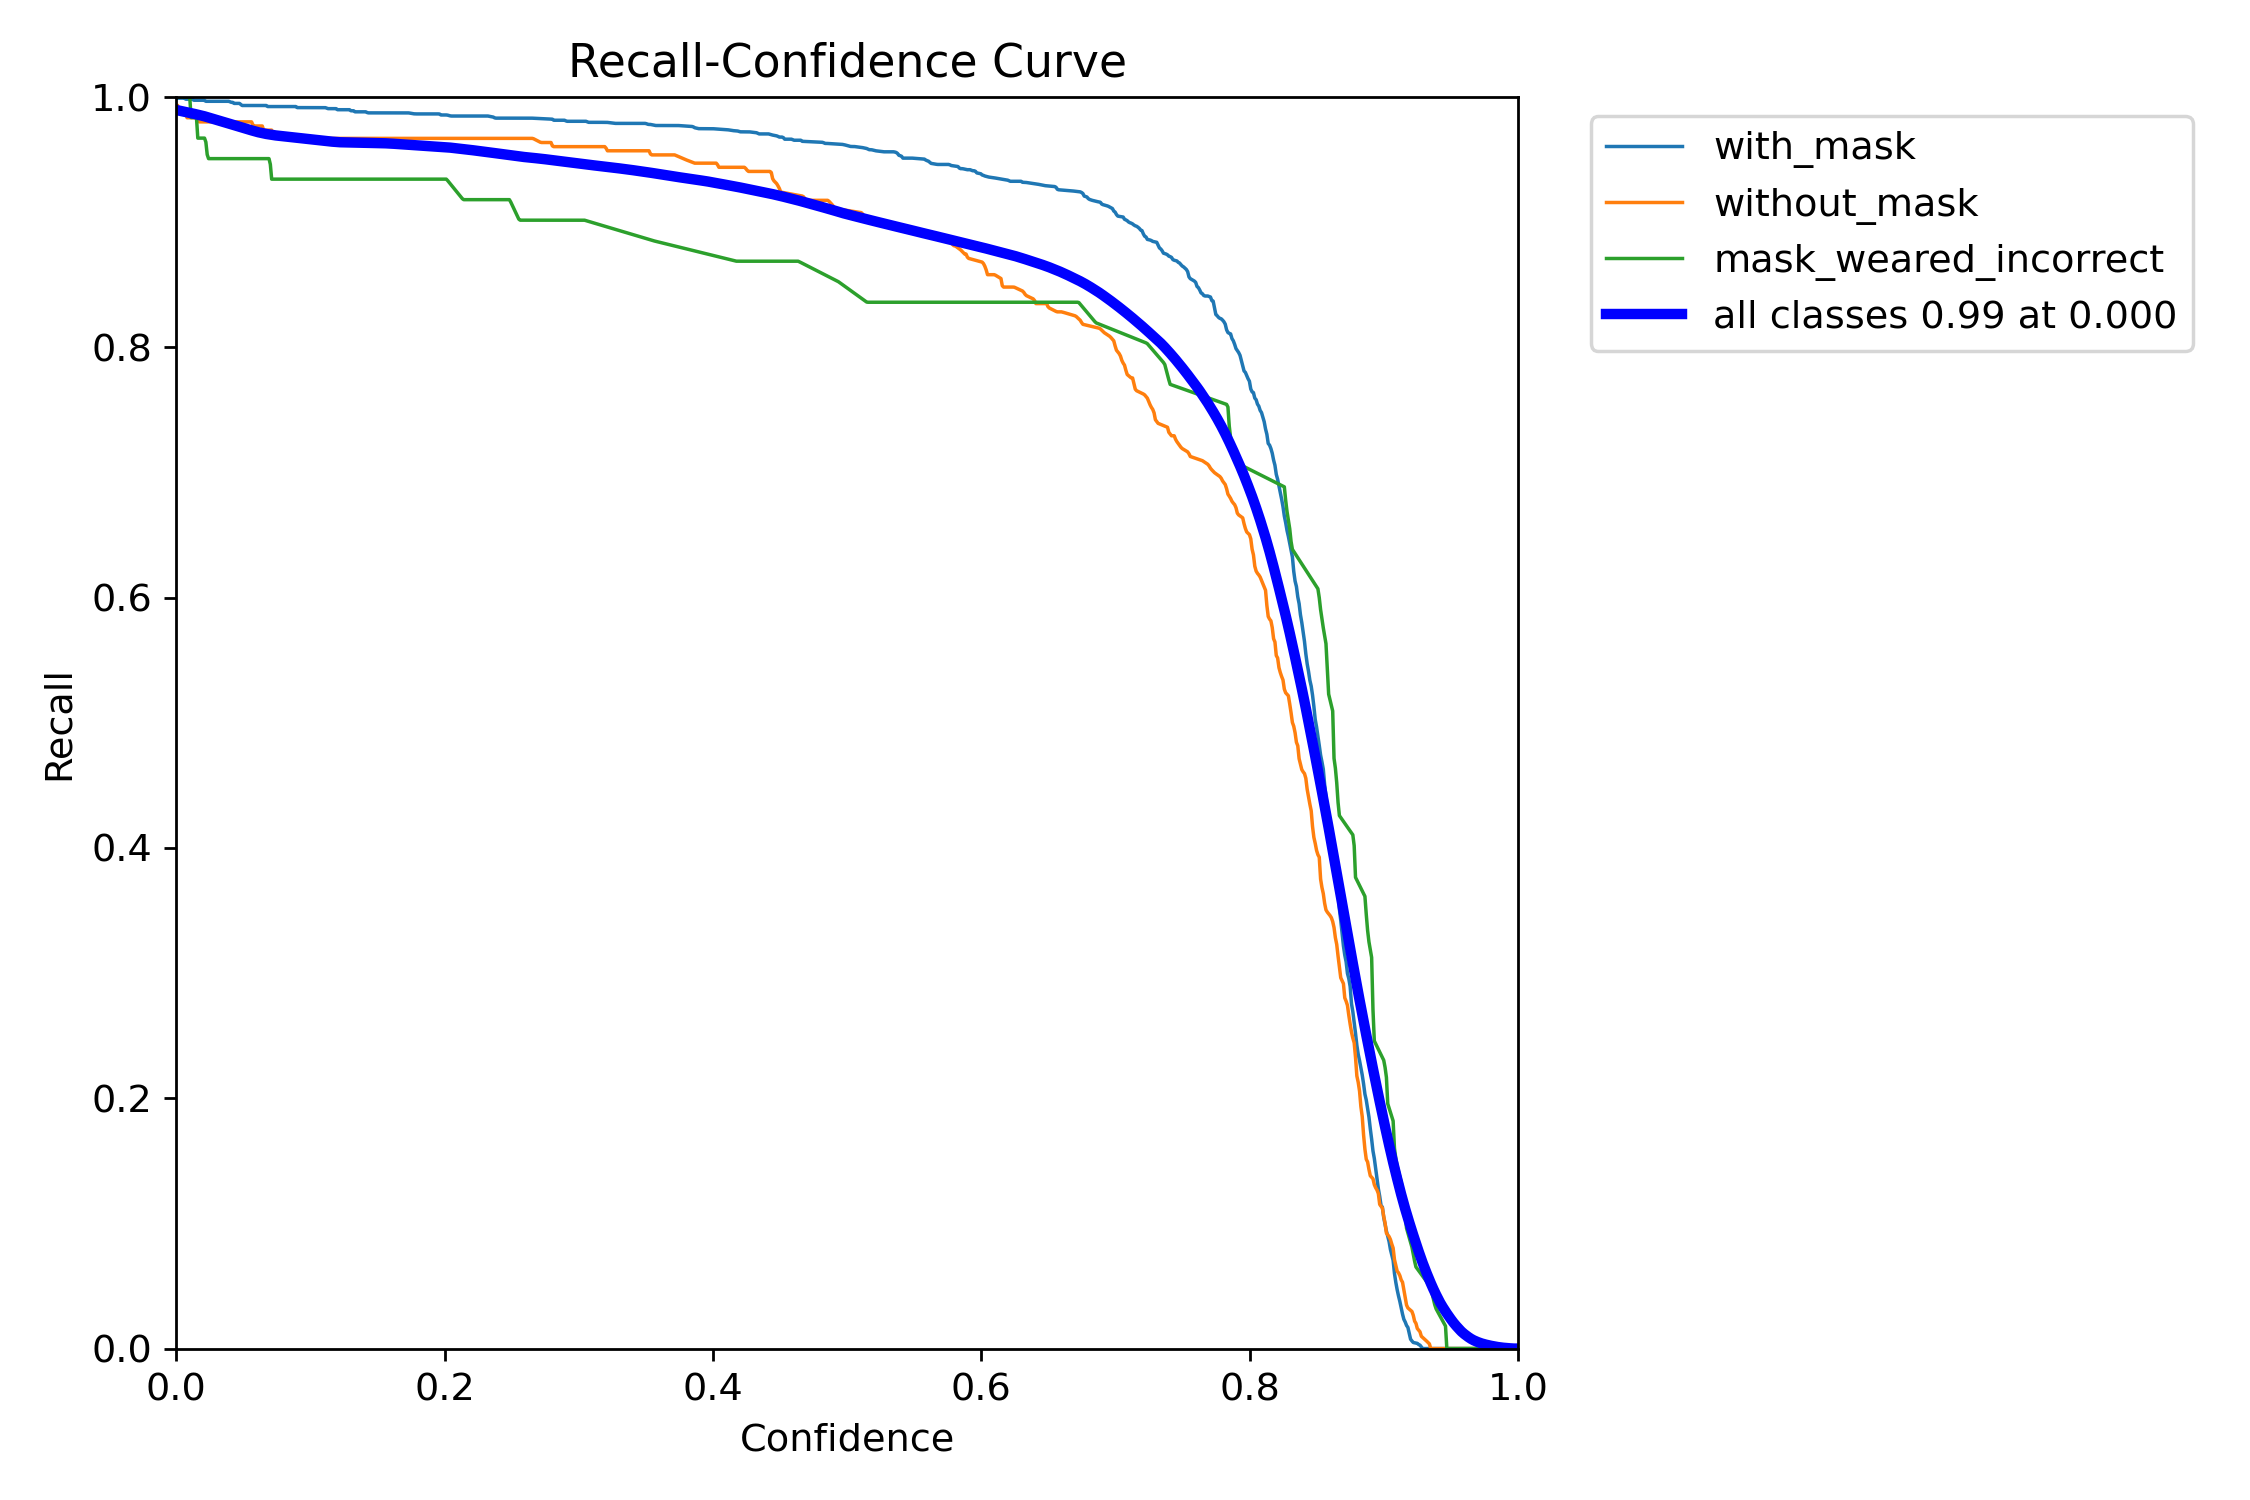 Recall-Confidence Curve
1.0
0.8
0.6
0.4
0.2
0.0
Recall
0.0 0.2 0.4 0.6 0.8 1.0
Confidence
with_mask
without_mask
mask_weared_incorrect
all classes 0.99 at 0.000